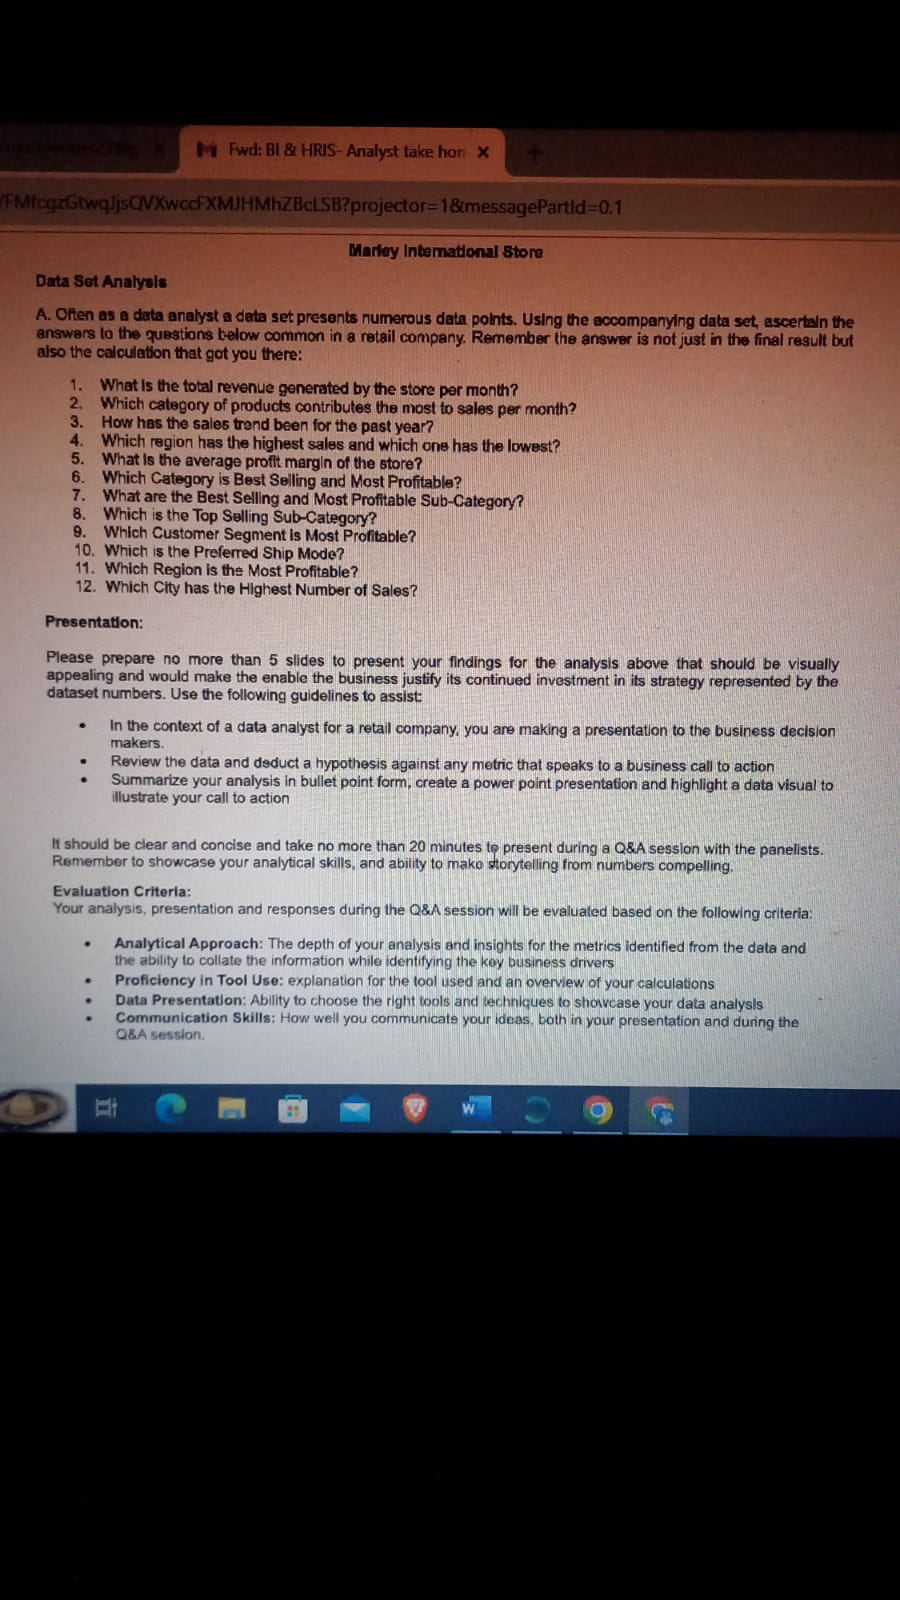 Fwd: BI & HRIS- Analyst take hom
/FMfcgzGtwqJjsQVXwccFXMJHMhZBcLSB?projector=1&messagePartId=0.1
Marley International Store
Data Set Analysis
A. Often as a data analyst a data set presents numerous data points. Using the accompanying data set, ascertain the
answers to the questions below common in a retail company. Remember the answer is not just in the final result but
also the calculation that got you there:
1. What is the total revenue generated by the store per month?
2. Which category of products contributes the most to sales per month?
3. How has the sales trend been for the past year?
4. Which region has the highest sales and which one has the lowest?
5. What is the average profit margin of the store?
6. Which Category is Best Selling and Most Profitable?
7. What are the Best Selling and Most Profitable Sub-Category?
8. Which is the Top Selling Sub-Category?
9. Which Customer Segment is Most Profitable?
10. Which is the Preferred Ship Mode?
11. Which Region is the Most Profitable?
12. Which City has the Highest Number of Sales?
Presentation:
Please prepare no more than 5 slides to present your findings for the analysis above that should be visually
appealing and would make the enable the business justify its continued investment in its strategy represented by the
dataset numbers. Use the following guidelines to assist:
• In the context of a data analyst for a retail company, you are making a presentation to the business decision
makers.
• Review the data and deduct a hypothesis against any metric that speaks to a business call to action
• Summarize your analysis in bullet point form, create a power point presentation and highlight a data visual to
illustrate your call to action
It should be clear and concise and take no more than 20 minutes to present during a Q&A session with the panelists.
Remember to showcase your analytical skills, and ability to make storytelling from numbers compelling.
Evaluation Criteria:
Your analysis, presentation and responses during the Q&A session will be evaluated based on the following criteria:
• Analytical Approach: The depth of your analysis and insights for the metrics identified from the data and
the ability to collate the information while identifying the key business drivers
• Proficiency in Tool Use: explanation for the tool used and an overview of your calculations
• Data Presentation: Ability to choose the right tools and techniques to showcase your data analysis
• Communication Skills: How well you communicate your ideas, both in your presentation and during the
Q&A session.
W